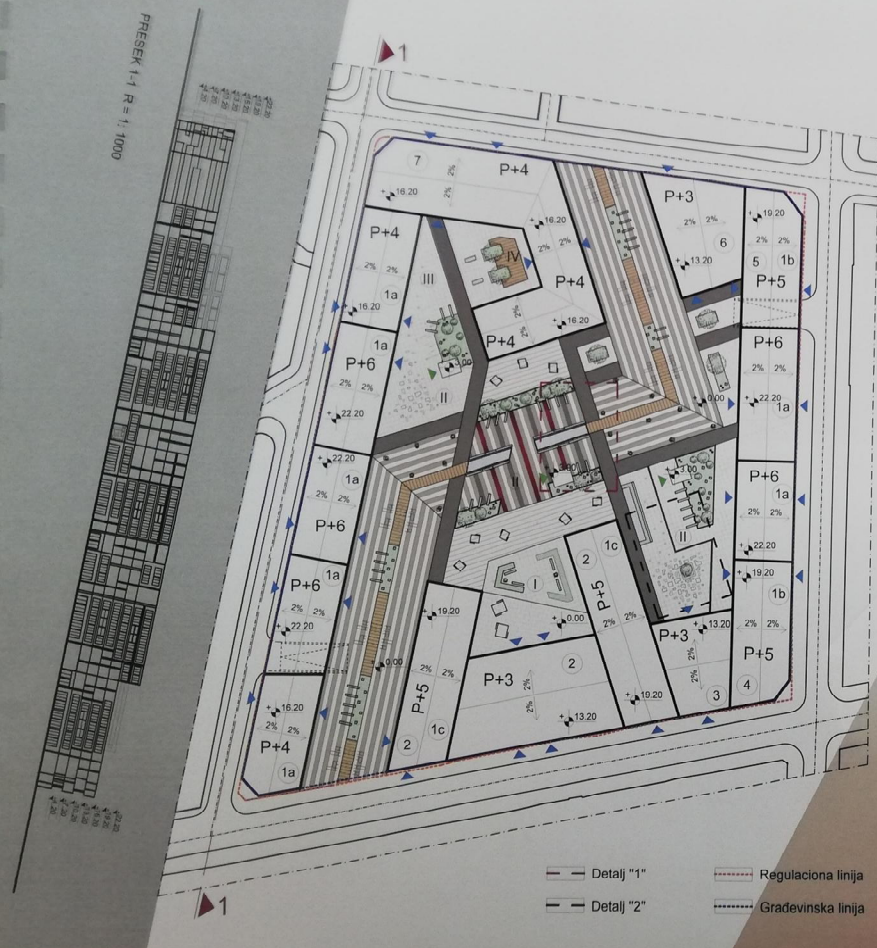 PRESEK 1-1 R = 1: 1000
1
7
P+4
16.20
2%
2%
P+4
2% 2%
1a
16.20
III
IV
16.20
2% 2%
P+4
P+4
2%
2%
16.20
P+3
2% 2%
6
13.20
19.20
2% 2%
5
1b
P+5
1a
P+6
2% 2%
22.20
II
0.00
P+6
2% 2%
22.20
1a
22.20
1a
2% 2%
P+6
II
3.00
II
P+6
1a
2% 2%
22.20
19.20
1b
2% 2%
P+5
4
P+6
1a
2% 2%
22.20
I
0.00
2
1c
P+5
2% 2%
19.20
P+3
13.20
2%
2%
3
16.20
2% 2%
P+4
1a
0.00
19.20
2% 2%
P+5
2
1c
P+3
2
2%
2%
13.20
1
Detalj "1"
Regulaciona linija
Detalj "2"
Građevinska linija